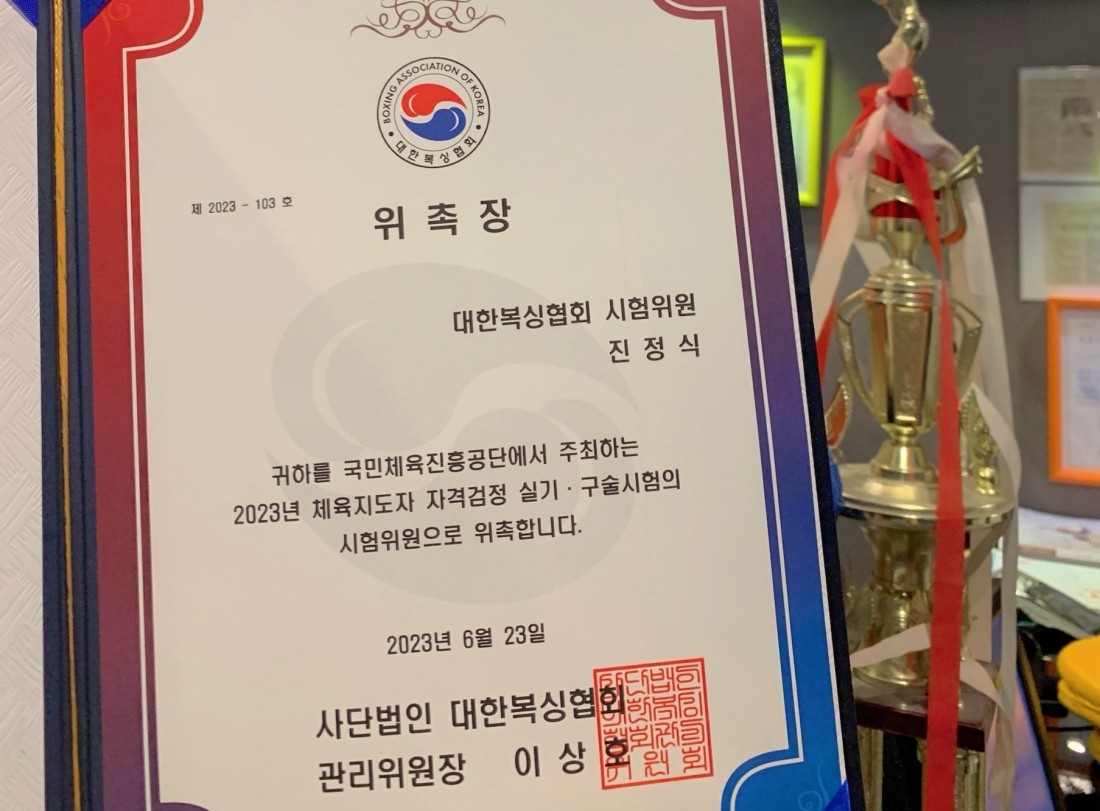 BOXING ASSOCIATION OF KOREA
대한복싱협회
제 2023 - 103 호
위촉장
대한복싱협회 시험위원
진 정 식
귀하를 국민체육진흥공단에서 주최하는
2023년 체육지도자 자격검정 실기 · 구술시험의
시험위원으로 위촉합니다.
2023년 6월 23일
사단법인 대한복싱협회
관리위원장 이 상 호